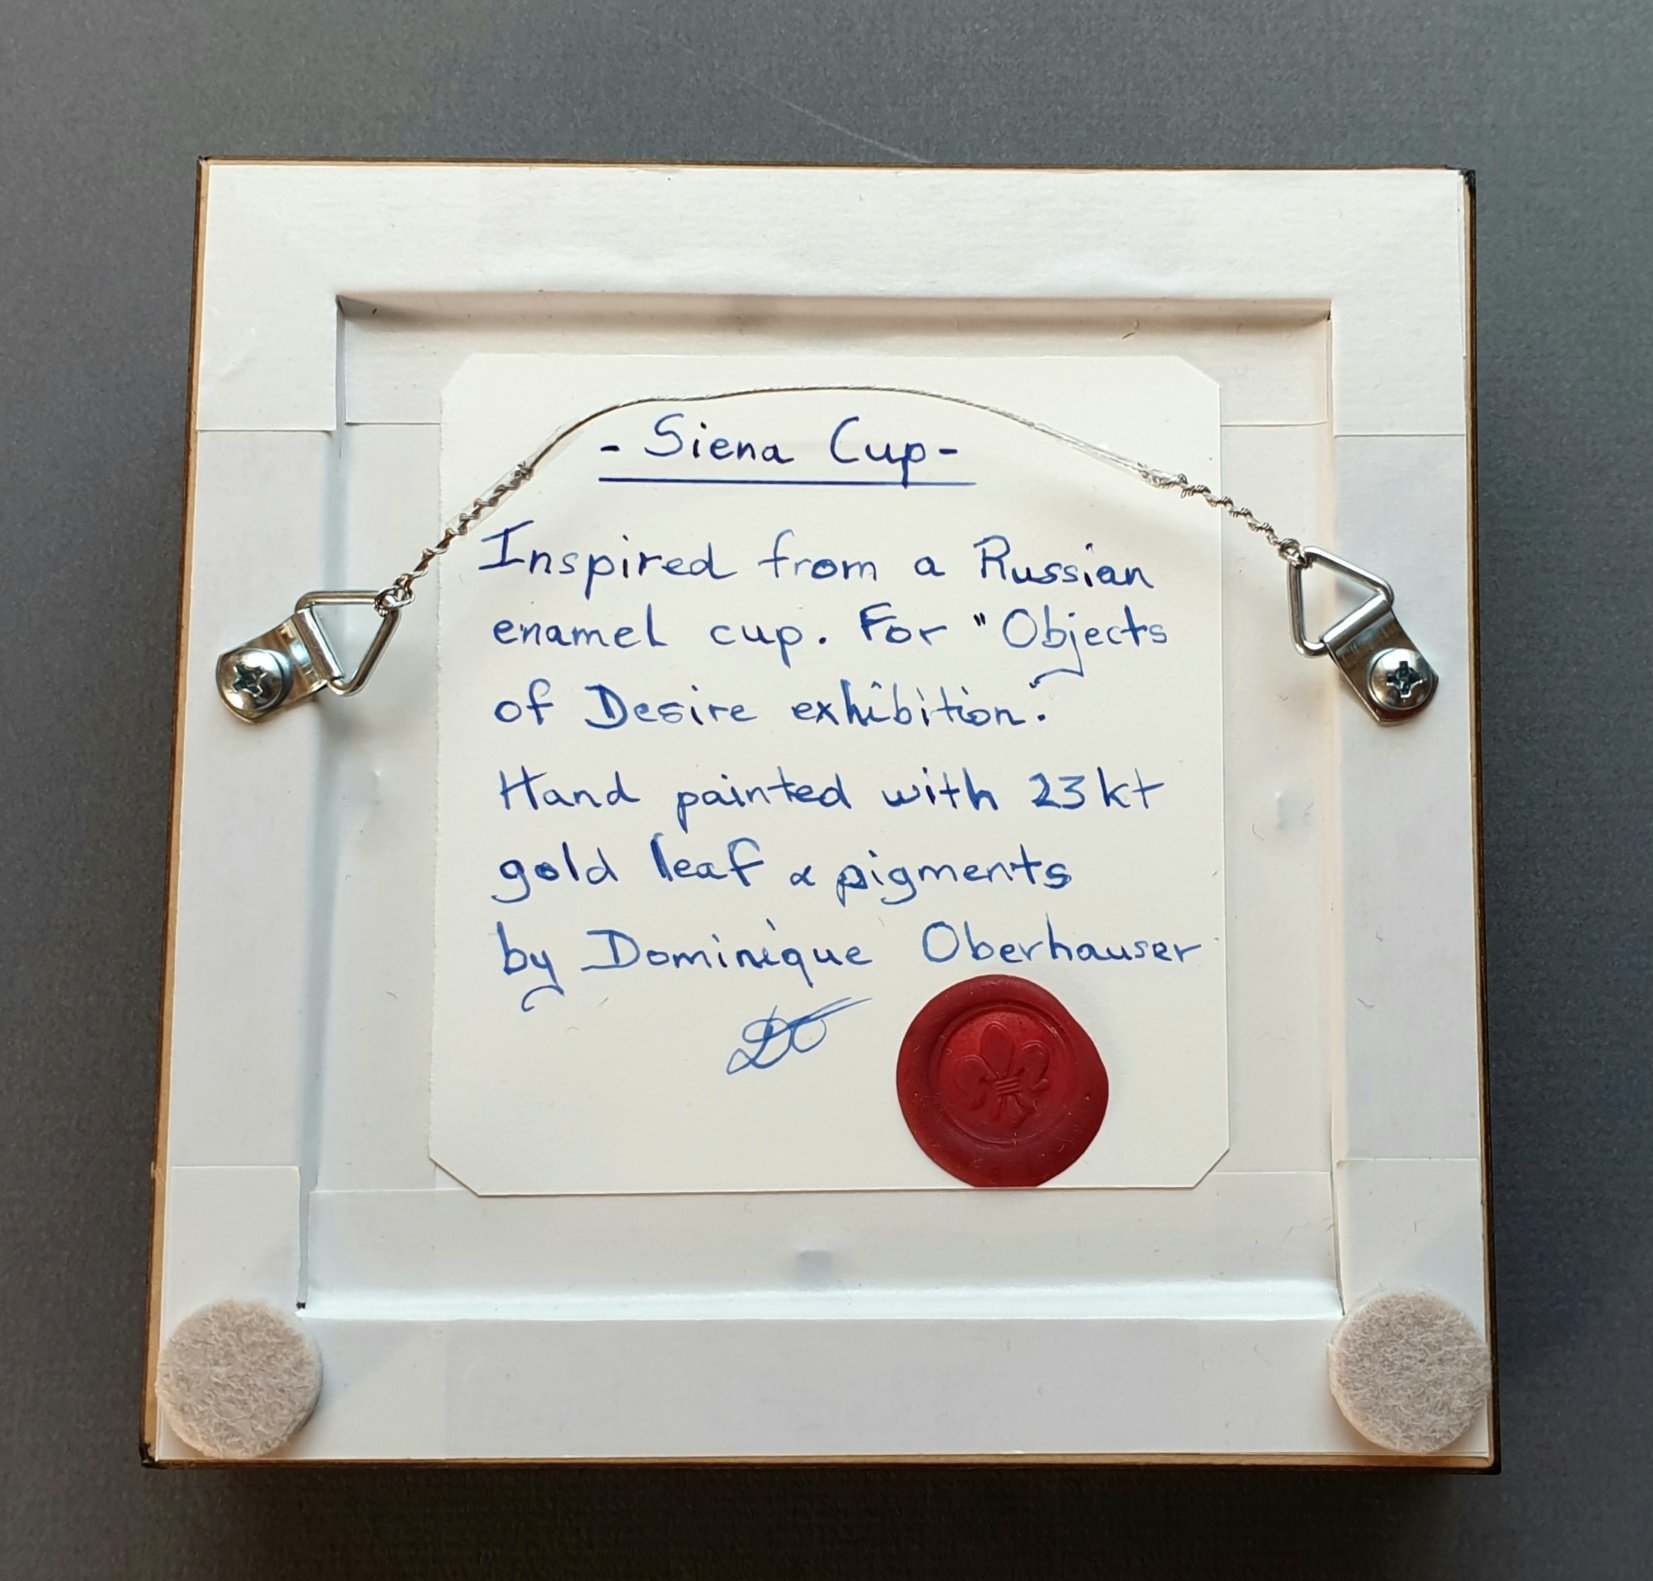 - Siena Cup -
Inspired from a Russian
enamel cup. For "Objects
of Desire exhibition."
Hand painted with 23kt
gold leaf & pigments
by Dominique Oberhauser
DO